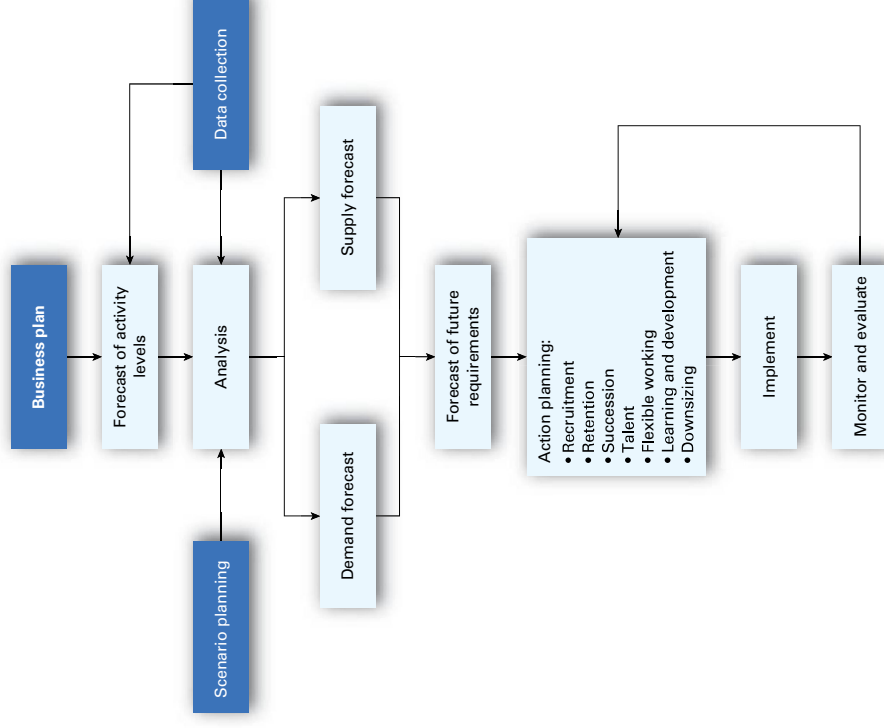 Business plan
Forecast of activity
levels
Data collection
Scenario planning
Analysis
Demand forecast
Supply forecast
Forecast of future
requirements
Action planning:
• Recruitment
• Retention
• Succession
• Talent
• Flexible working
• Learning and development
• Downsizing
Implement
Monitor and evaluate